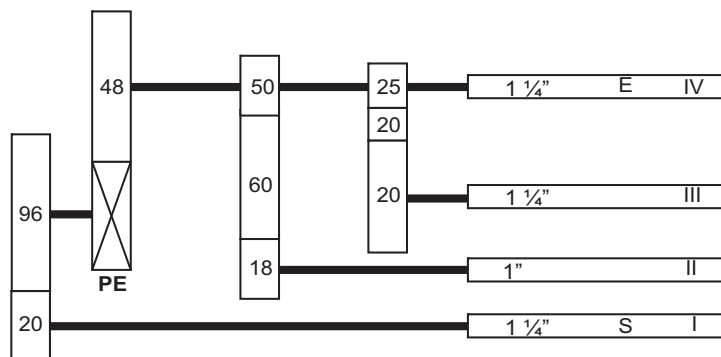 48 50 25 1 ¼” E IV
20
96 60 20 1 ¼” III
PE 18 1” II
20 1 ¼” S I